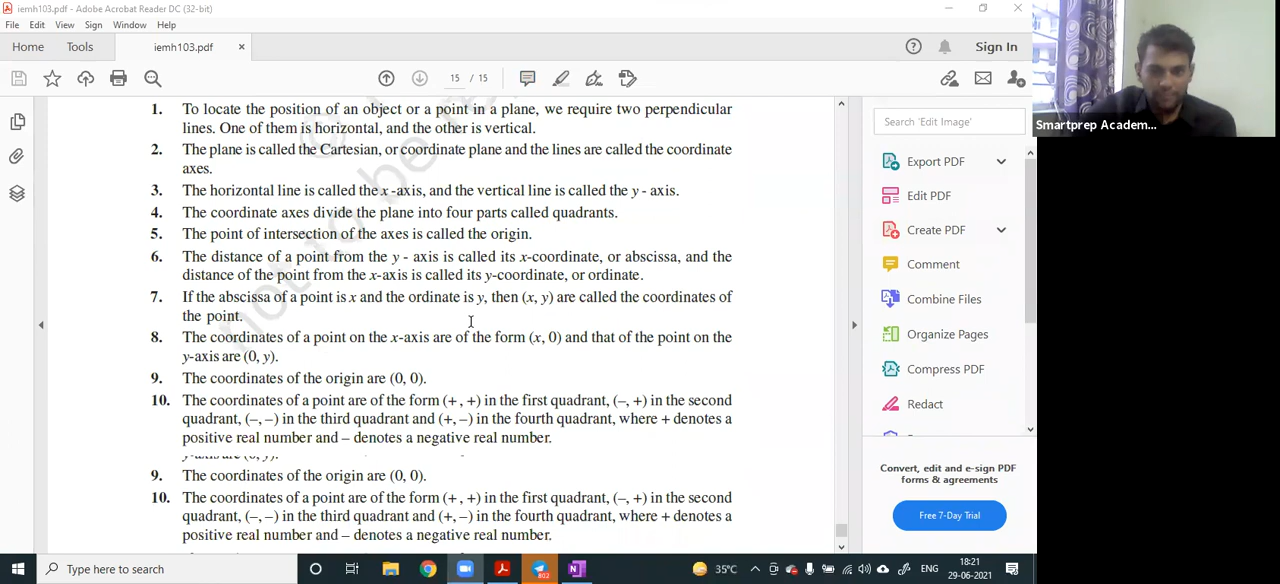 iemh103.pdf - Adobe Acrobat Reader DC (32-bit)
File Edit View Sign Window Help
Home Tools iemh103.pdf × Sign In
15 / 15
1. To locate the position of an object or a point in a plane, we require two perpendicular
lines. One of them is horizontal, and the other is vertical.
2. The plane is called the Cartesian, or coordinate plane and the lines are called the coordinate
axes.
3. The horizontal line is called the x -axis, and the vertical line is called the y - axis.
4. The coordinate axes divide the plane into four parts called quadrants.
5. The point of intersection of the axes is called the origin.
6. The distance of a point from the y - axis is called its x-coordinate, or abscissa, and the
distance of the point from the x-axis is called its y-coordinate, or ordinate.
7. If the abscissa of a point is x and the ordinate is y, then (x, y) are called the coordinates of
the point.
8. The coordinates of a point on the x-axis are of the form (x, 0) and that of the point on the
y-axis are (0, y).
9. The coordinates of the origin are (0, 0).
10. The coordinates of a point are of the form (+ , +) in the first quadrant, (–, +) in the second
quadrant, (–, –) in the third quadrant and (+, –) in the fourth quadrant, where + denotes a
positive real number and – denotes a negative real number.
y-axis are (0, y).
9. The coordinates of the origin are (0, 0).
10. The coordinates of a point are of the form (+ , +) in the first quadrant, (–, +) in the second
quadrant, (–, –) in the third quadrant and (+, –) in the fourth quadrant, where + denotes a
positive real number and – denotes a negative real number.
not to be
Search 'Edit Image'
Export PDF
Edit PDF
Create PDF
Comment
Combine Files
Organize Pages
Compress PDF
Redact
Convert, edit and e-sign PDF
forms & agreements
Free 7-Day Trial
Smartprep Academ...
Type here to search
802
35°C
ENG
18:21
29-06-2021